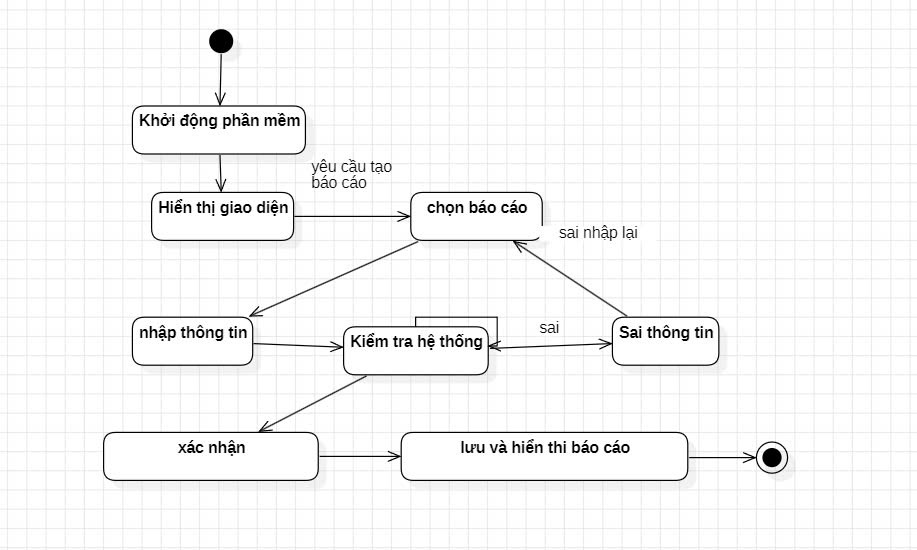 Khởi động phần mềm
yêu cầu tạo
báo cáo
Hiển thị giao diện
chọn báo cáo
sai nhập lại
nhập thông tin
Kiểm tra hệ thống
sai
Sai thông tin
xác nhận
lưu và hiển thi báo cáo